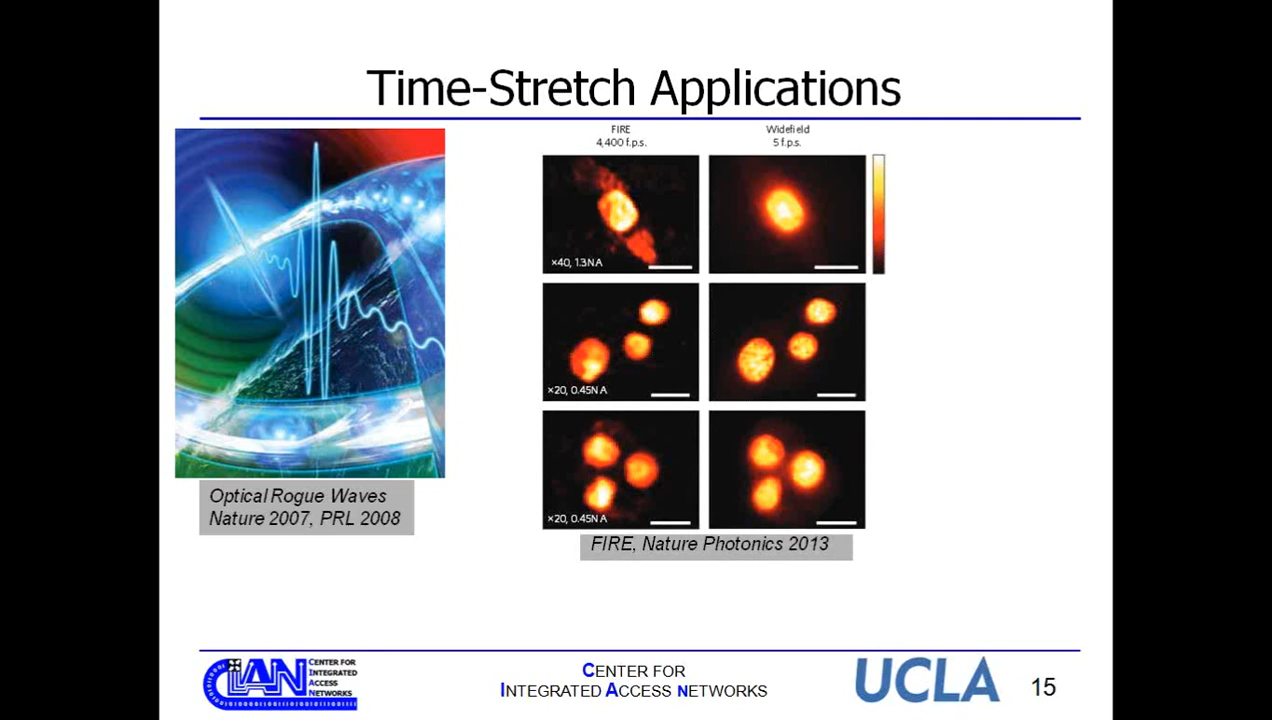 Time-Stretch Applications
FIRE
4,400 f.p.s.
Widefield
5 f.p.s.
×40, 1.3NA
×20, 0.45NA
×20, 0.45NA
Optical Rogue Waves
Nature 2007, PRL 2008
FIRE, Nature Photonics 2013
CIAN
CENTER FOR
INTEGRATED
ACCESS
NETWORKS
CENTER FOR
INTEGRATED ACCESS NETWORKS
UCLA
15